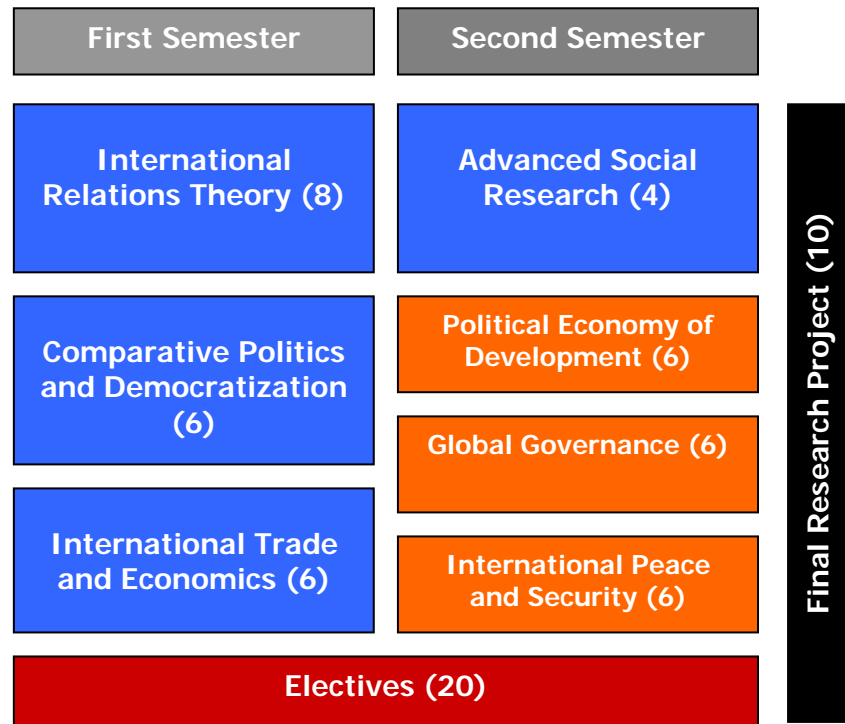 First Semester
Second Semester
International
Relations Theory (8)
Advanced Social
Research (4)
Comparative Politics
and Democratization
(6)
Political Economy of
Development (6)
Global Governance (6)
International Trade
and Economics (6)
International Peace
and Security (6)
Electives (20)
Final Research Project (10)